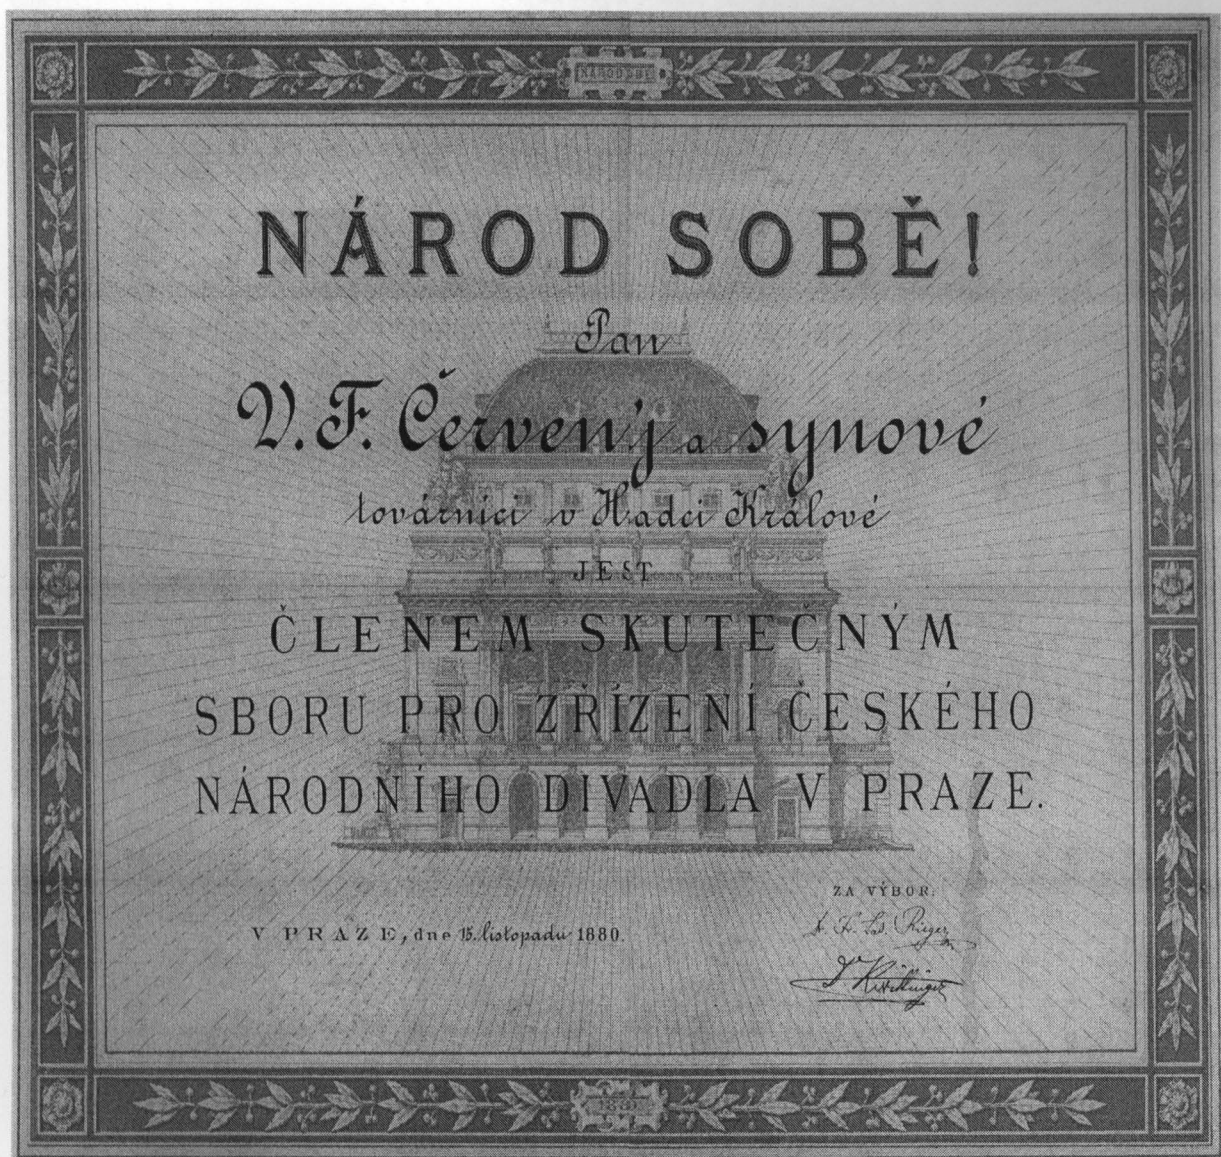 NÁROD SOBĚ!
Pan
V. F. Červený a synové
továrníci v Hradci Králové
JEST
ČLENEM SKUTEČNÝM
SBORU PRO ZŘÍZENÍ ČESKÉHO
NÁRODNÍHO DIVADLA V PRAZE.
ZA VÝBOR:
V PRAZE, dne 15. listopadu 1880.
Rieger